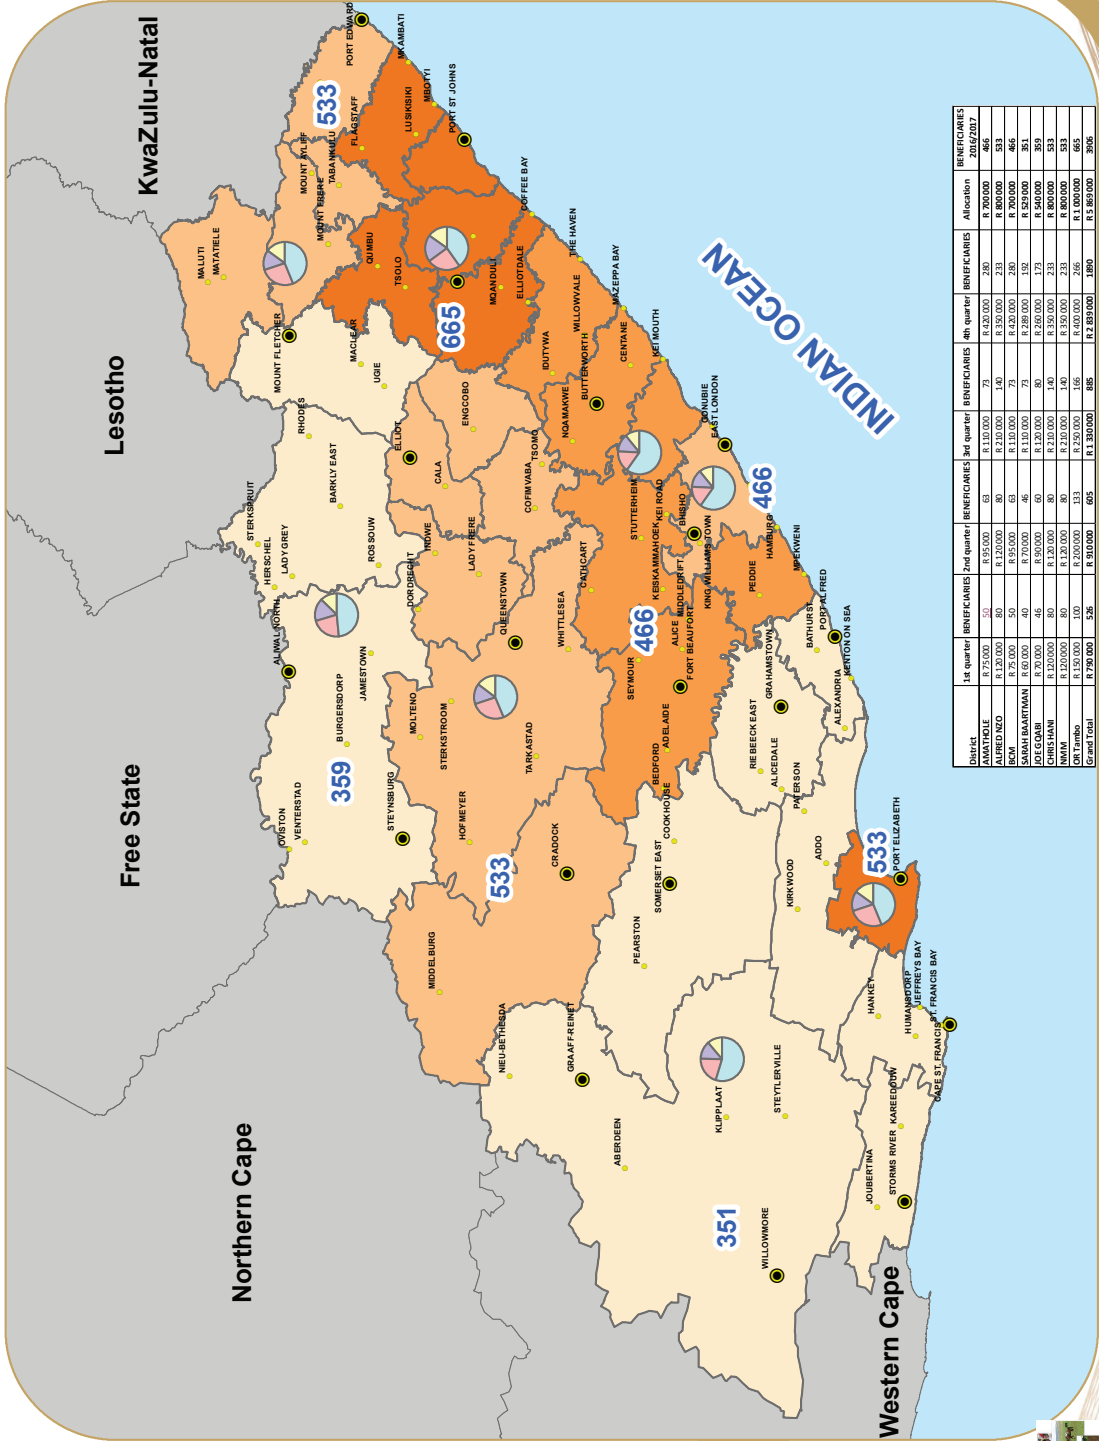 Northern Cape
Free State
Lesotho
KwaZulu-Natal
Western Cape
INDIAN OCEAN
OVISTON
VENTERSTAD
BURGERSDORP
STEYNSBURG
JAMESTOWN
ALIWAL NORTH
HERSCHEL
STERKSPRUIT
LADY GREY
ROSSOUW
BARKLY EAST
RHODES
MOUNT FLETCHER
MACLEAR
UGIE
359
MALUTI
MATATIELE
MOUNT FRERE
MOUNT AYLIFF
TABANKULU
533
PORT EDWARD
MKAMBATI
FLAGSTAFF
LUSIKISIKI
MBOTYI
PORT ST JOHNS
QUMBU
TSOLO
665
MQANDULI
ELLIOTDALE
COFFEE BAY
MIDDELBURG
HOFMEYER
MOLTENO
STERKSTROOM
TARKASTAD
CRADOCK
533
DORDRECHT
INDWE
LADY FRERE
QUEENSTOWN
WHITTLESEA
ELLIOT
CALA
ENGCOBO
COFIMVABA
TSOMO
NQAMAKWE
IDUTYWA
BUTTERWORTH
WILLOWVALE
THE HAVEN
CENTANE
MAZEPPA BAY
KEI MOUTH
CATHCART
STUTTERHEIM
KEI ROAD
KEISKAMMAHOEK
MIDDLEDRIFT
ALICE
SEYMOUR
466
FORT BEAUFORT
ADELAIDE
BEDFORD
PEDDIE
HAMBURG
MPEKWENI
BHISHO
KING WILLIAMS TOWN
GONUBIE
EAST LONDON
466
NIEU-BETHESDA
GRAAFF-REINET
ABERDEEN
PEARSTON
SOMERSET EAST
COOKHOUSE
KLIPPLAAT
STEYTLERVILLE
351
WILLOWMORE
RIEBEECK EAST
ALICEDALE
GRAHAMSTOWN
PATERSON
ALEXANDRIA
BATHURST
PORT ALFRED
KENTON ON SEA
KIRKWOOD
ADDO
533
PORT ELIZABETH
HANKEY
HUMANSDORP
JEFFREYS BAY
ST. FRANCIS BAY
CAPE ST. FRANCIS
KAREEDOUW
STORMS RIVER
JOUBERTINA
District 1st quarter BENEFICIARIES 2nd quarter BENEFICIARIES 3rd quarter BENEFICIARIES 4th quarter BENEFICIARIES Allocation BENEFICIARIES 2016/2017
AMATHOLE R 75 000 50 R 95 000 63 R 110 000 73 R 420 000 280 R 700 000 466
ALFRED NZO R 120 000 80 R 120 000 80 R 210 000 140 R 350 000 233 R 800 000 533
BCM R 75 000 50 R 95 000 63 R 110 000 73 R 420 000 280 R 700 000 466
SARAH BAARTMAN R 60 000 40 R 70 000 46 R 110 000 73 R 289 000 192 R 529 000 351
JOE GQABI R 70 000 46 R 90 000 60 R 120 000 80 R 260 000 173 R 540 000 359
CHRIS HANI R 120 000 80 R 120 000 80 R 210 000 140 R 350 000 233 R 800 000 533
NMM R 120 000 80 R 120 000 80 R 210 000 140 R 350 000 233 R 800 000 533
OR Tambo R 150 000 100 R 200 000 133 R 250 000 166 R 400 000 266 R 1 000 000 665
Grand Total R 790 000 526 R 910 000 605 R 1 330 000 885 R 2 839 000 1890 R 5 869 000 3906